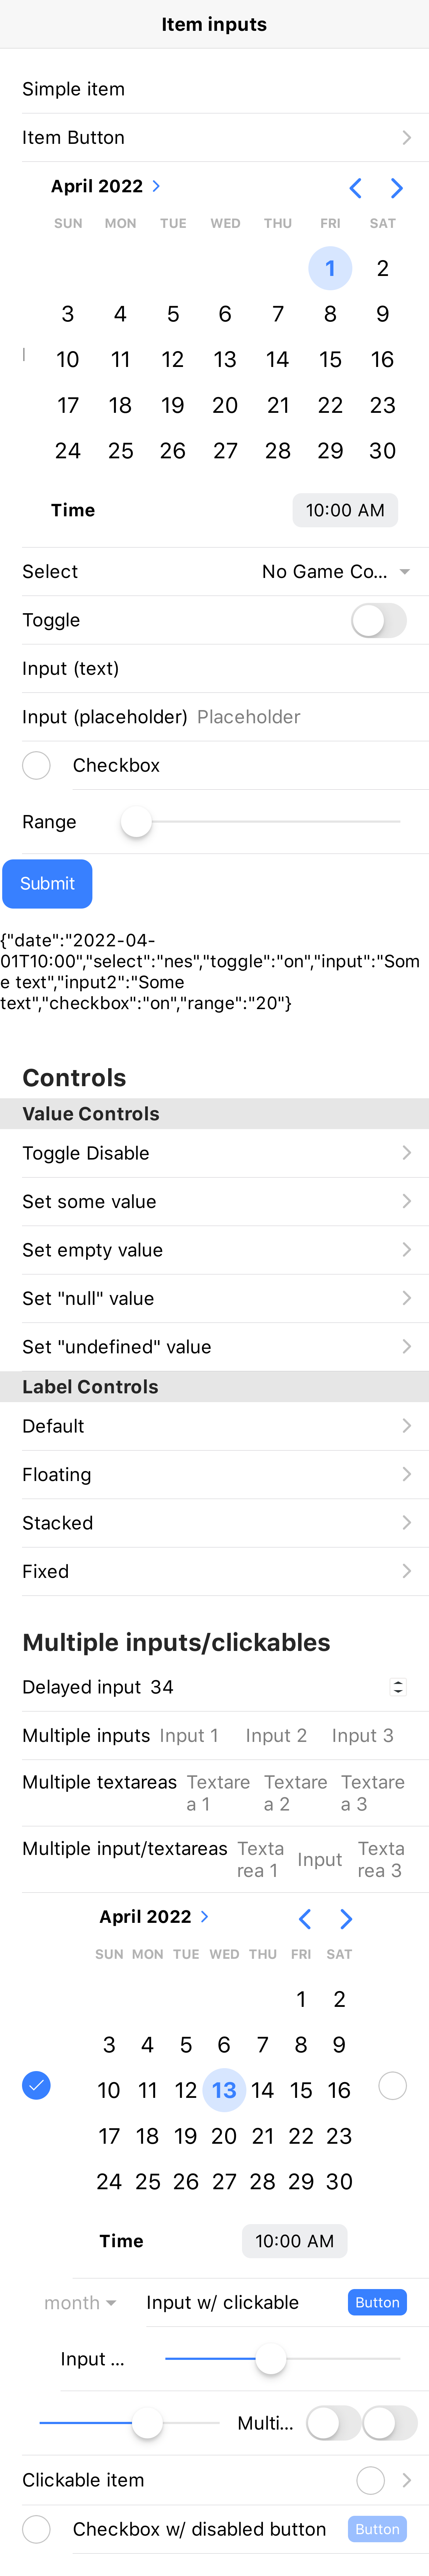 Item inputs
Simple item
Item Button
April 2022
SUN MON TUE WED THU FRI SAT
1 2
3 4 5 6 7 8 9
10 11 12 13 14 15 16
17 18 19 20 21 22 23
24 25 26 27 28 29 30
Time 10:00 AM
Select No Game Co...
Toggle
Input (text)
Input (placeholder) Placeholder
Checkbox
Range
Submit
{"date":"2022-04-
01T10:00","select":"nes","toggle":"on","input":"Som
e text","input2":"Some
text","checkbox":"on","range":"20"}
Controls
Value Controls
Toggle Disable
Set some value
Set empty value
Set "null" value
Set "undefined" value
Label Controls
Default
Floating
Stacked
Fixed
Multiple inputs/clickables
Delayed input 34
Multiple inputs Input 1 Input 2 Input 3
Multiple textareas Textare Textare Textare
a 1 a 2 a 3
Multiple input/textareas Texta Input Texta
rea 1 rea 3
April 2022
SUN MON TUE WED THU FRI SAT
1 2
3 4 5 6 7 8 9
10 11 12 13 14 15 16
17 18 19 20 21 22 23
24 25 26 27 28 29 30
Time 10:00 AM
month Input w/ clickable Button
Input ...
Multi...
Clickable item
Checkbox w/ disabled button Button